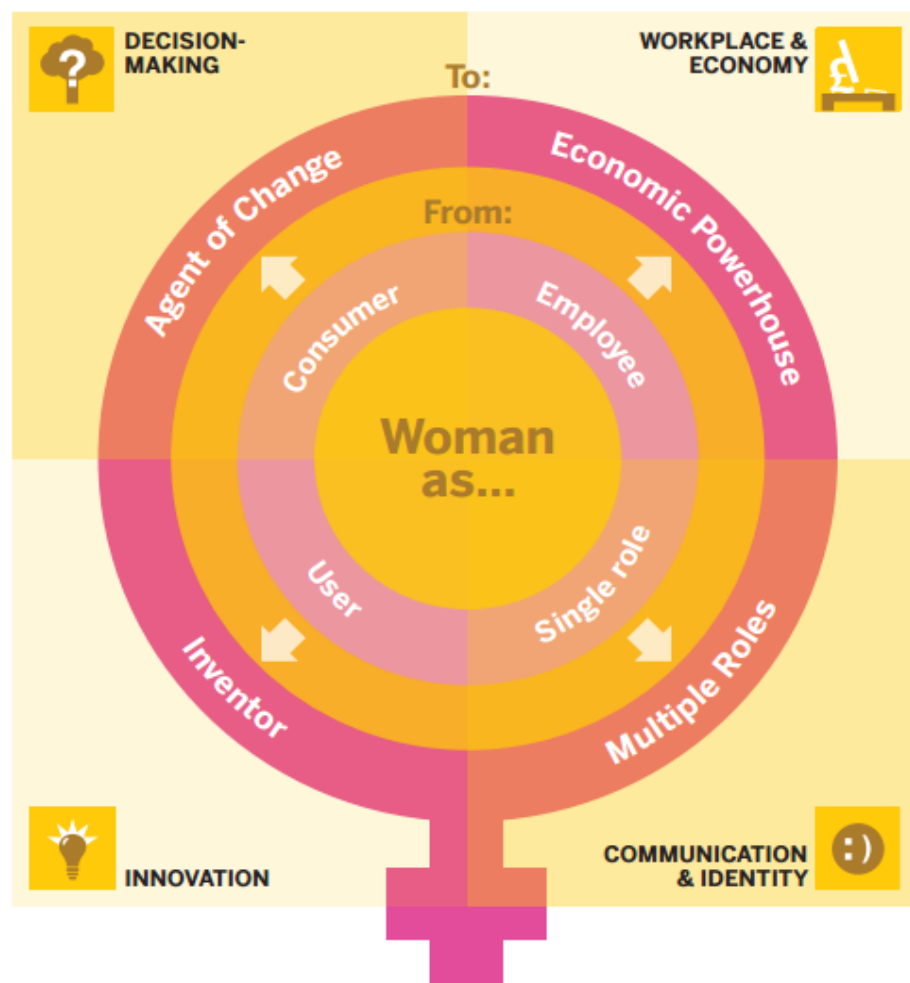 DECISION-
MAKING
WORKPLACE &
ECONOMY
To:
Agent of Change
Economic Powerhouse
From:
Consumer
Employee
Woman
as...
User
Single role
Inventor
Multiple Roles
INNOVATION
COMMUNICATION
& IDENTITY
?
£
:)